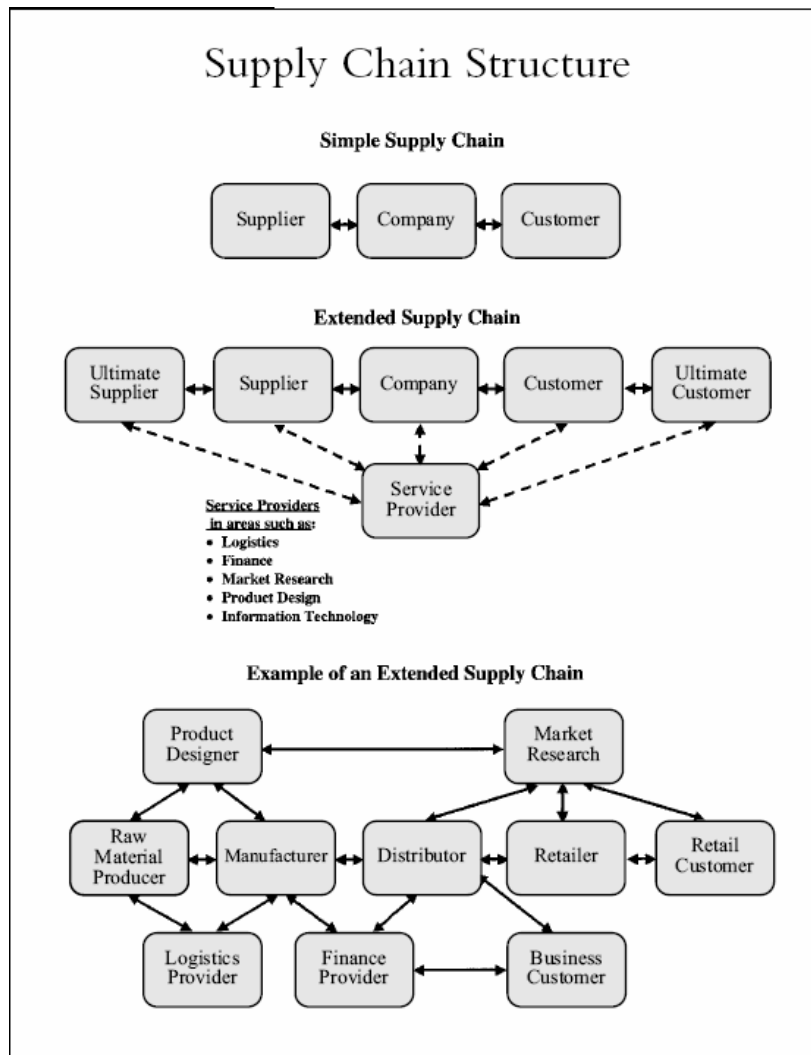 Supply Chain Structure
Simple Supply Chain
Supplier
Company
Customer
Extended Supply Chain
Ultimate
Supplier
Supplier
Company
Customer
Ultimate
Customer
Service
Provider
Service Providers
in areas such as:
• Logistics
• Finance
• Market Research
• Product Design
• Information Technology
Example of an Extended Supply Chain
Product
Designer
Market
Research
Raw
Material
Producer
Manufacturer
Distributor
Retailer
Retail
Customer
Logistics
Provider
Finance
Provider
Business
Customer